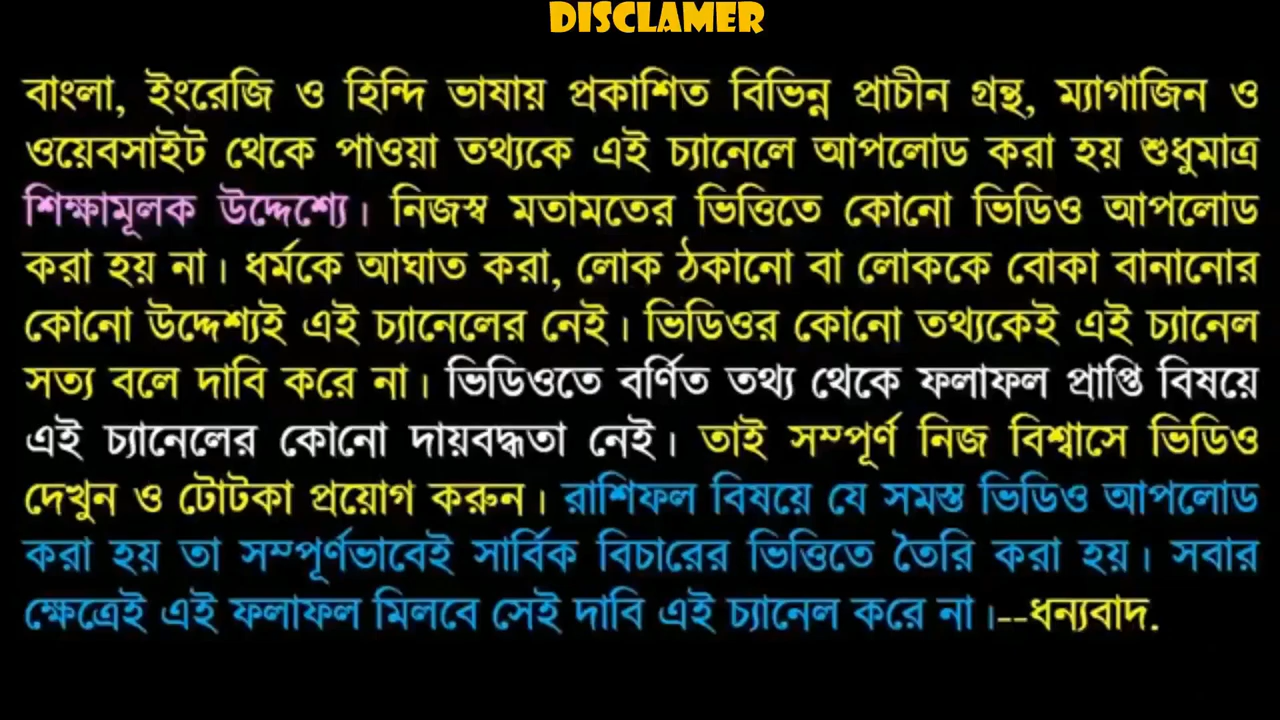 DISCLAMER
বাংলা, ইংরেজি ও হিন্দি ভাষায় প্রকাশিত বিভিন্ন প্রাচীন গ্রন্থ, ম্যাগাজিন ও
ওয়েবসাইট থেকে পাওয়া তথ্যকে এই চ্যানেলে আপলোড করা হয় শুধুমাত্র
শিক্ষামূলক উদ্দেশ্যে। নিজস্ব মতামতের ভিত্তিতে কোনো ভিডিও আপলোড
করা হয় না। ধর্মকে আঘাত করা, লোক ঠকানো বা লোককে বোকা বানানোর
কোনো উদ্দেশ্যই এই চ্যানেলের নেই। ভিডিওর কোনো তথ্যকেই এই চ্যানেল
সত্য বলে দাবি করে না। ভিডিওতে বর্ণিত তথ্য থেকে ফলাফল প্রাপ্তি বিষয়ে
এই চ্যানেলের কোনো দায়বদ্ধতা নেই। তাই সম্পূর্ণ নিজ বিশ্বাসে ভিডিও
দেখুন ও টোটকা প্রয়োগ করুন। রাশিফল বিষয়ে যে সমস্ত ভিডিও আপলোড
করা হয় তা সম্পূর্ণভাবেই সার্বিক বিচারের ভিত্তিতে তৈরি করা হয়। সবার
ক্ষেত্রেই এই ফলাফল মিলবে সেই দাবি এই চ্যানেল করে না।--ধন্যবাদ.